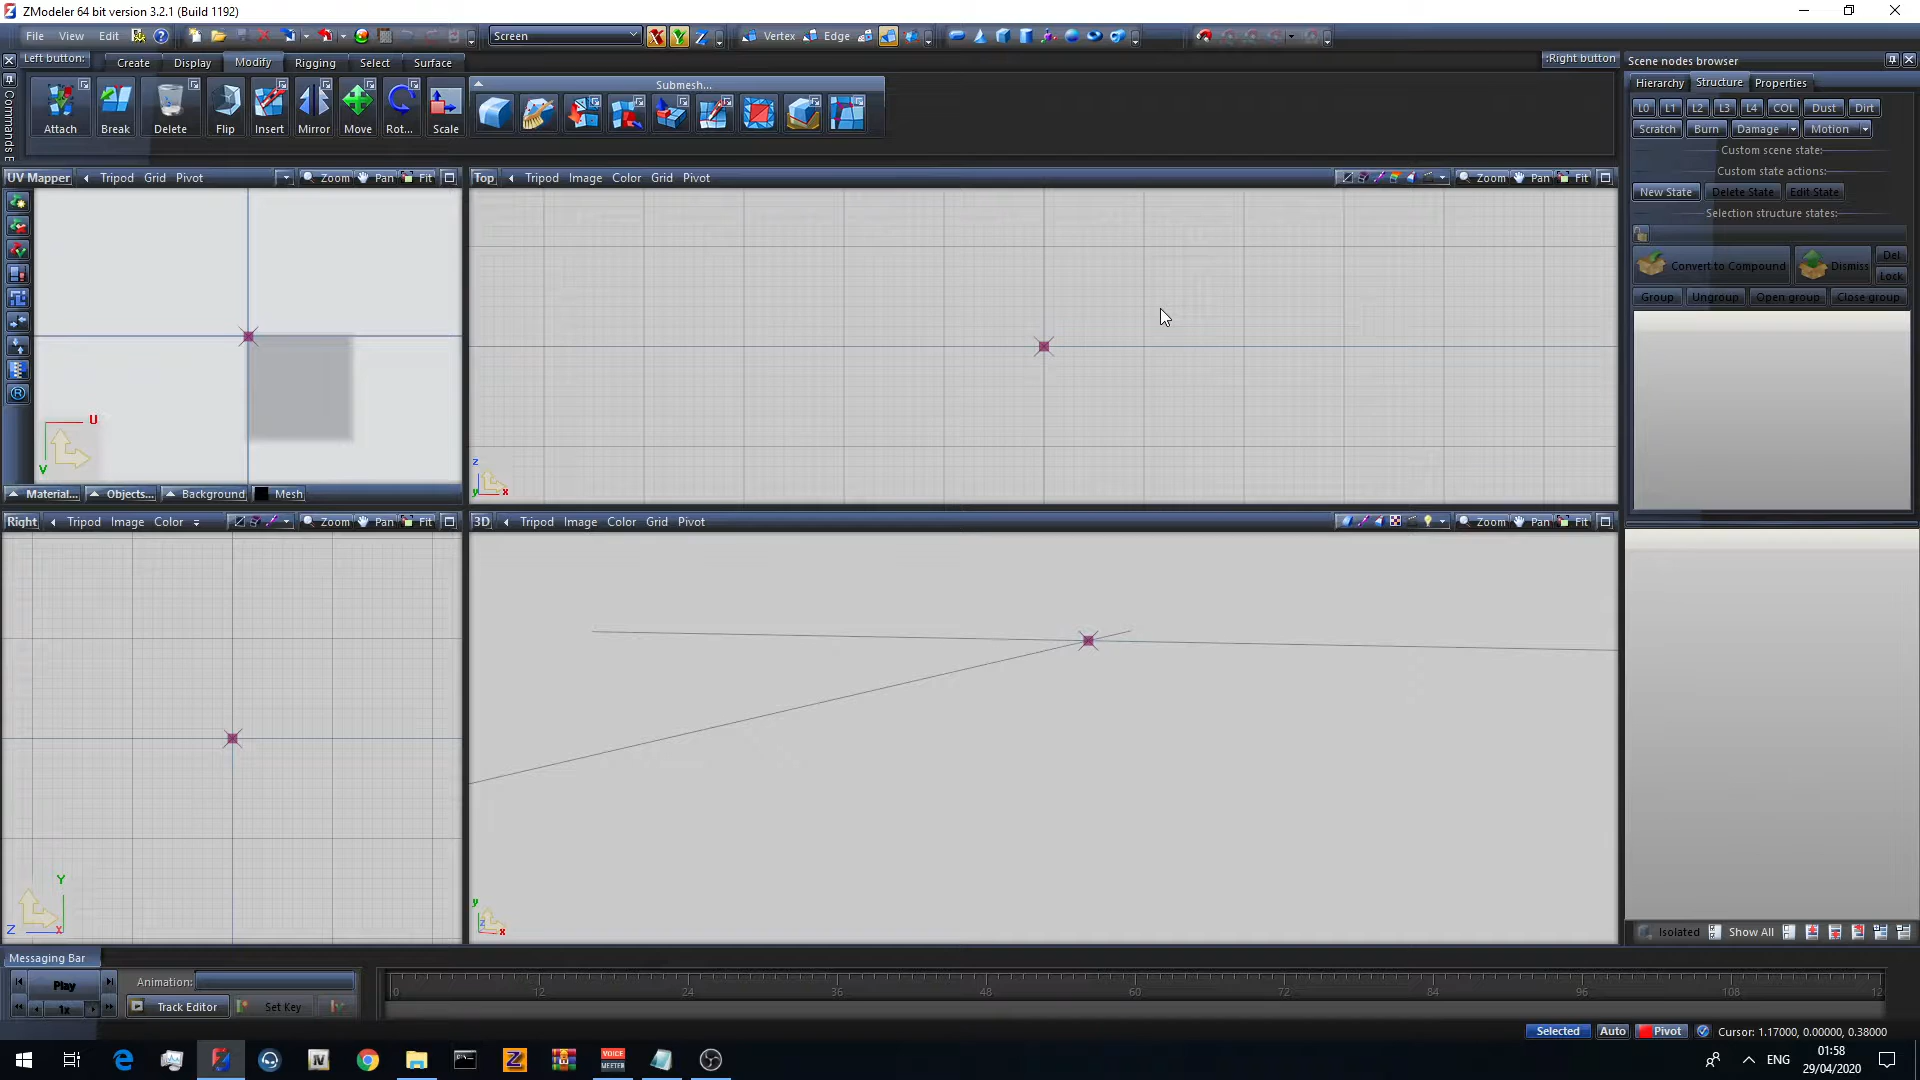 ZModeler 64 bit version 3.2.1 (Build 1192)
File View Edit Screen X Y Z Vertex Edge
Left button: Create Display Modify Rigging Select Surface :Right button Scene nodes browser
Submesh...
Hierarchy Structure Properties
L0 L1 L2 L3 L4 COL Dust Dirt
Attach Break Delete Flip Insert Mirror Move Rot... Scale
Scratch Burn Damage Motion
Commands
Custom scene state:
Custom state actions:
UV Mapper Tripod Grid Pivot Zoom Pan Fit
Top Tripod Image Color Grid Pivot Zoom Pan Fit
New State Delete State Edit State
Selection structure states:
Convert to Compound Dismiss Del
Lock
Group Ungroup Open group Close group
U
V
z
y x
Material... Objects... Background Mesh
Right Tripod Image Color Zoom Pan Fit
3D Tripod Image Color Grid Pivot Zoom Pan Fit
Y
Z x
y
z x
Isolated Show All
Messaging Bar
Play Animation:
1x Track Editor Set Key
0 12 24 36 48 60 72 84 96 108 12
Selected Auto Pivot Cursor: 1.17000, 0.00000, 0.38000
VOICE
MEETER
ENG
01:58
29/04/2020